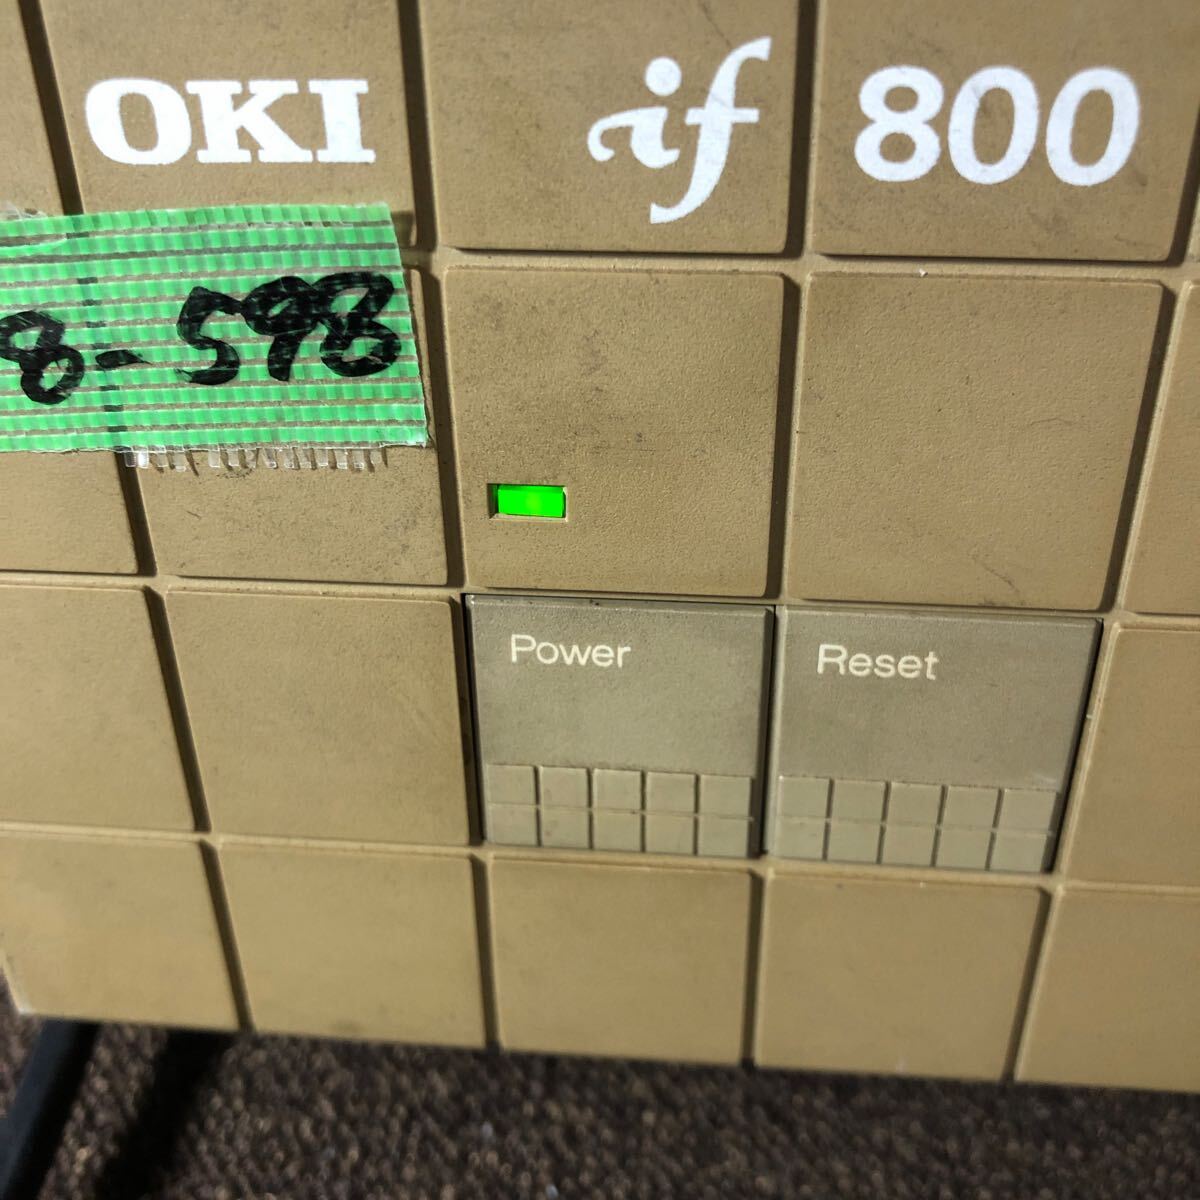 OKI if 800
8-598
Power Reset